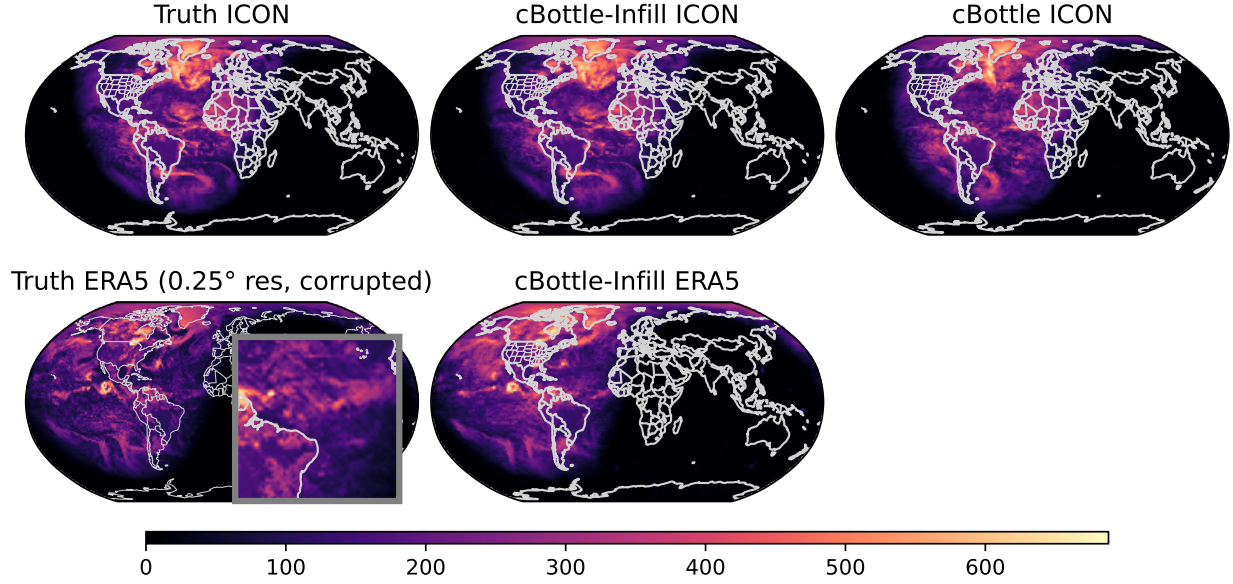 Truth ICON
cBottle-Infill ICON
cBottle ICON
Truth ERA5 (0.25° res, corrupted)
cBottle-Infill ERA5
0 100 200 300 400 500 600